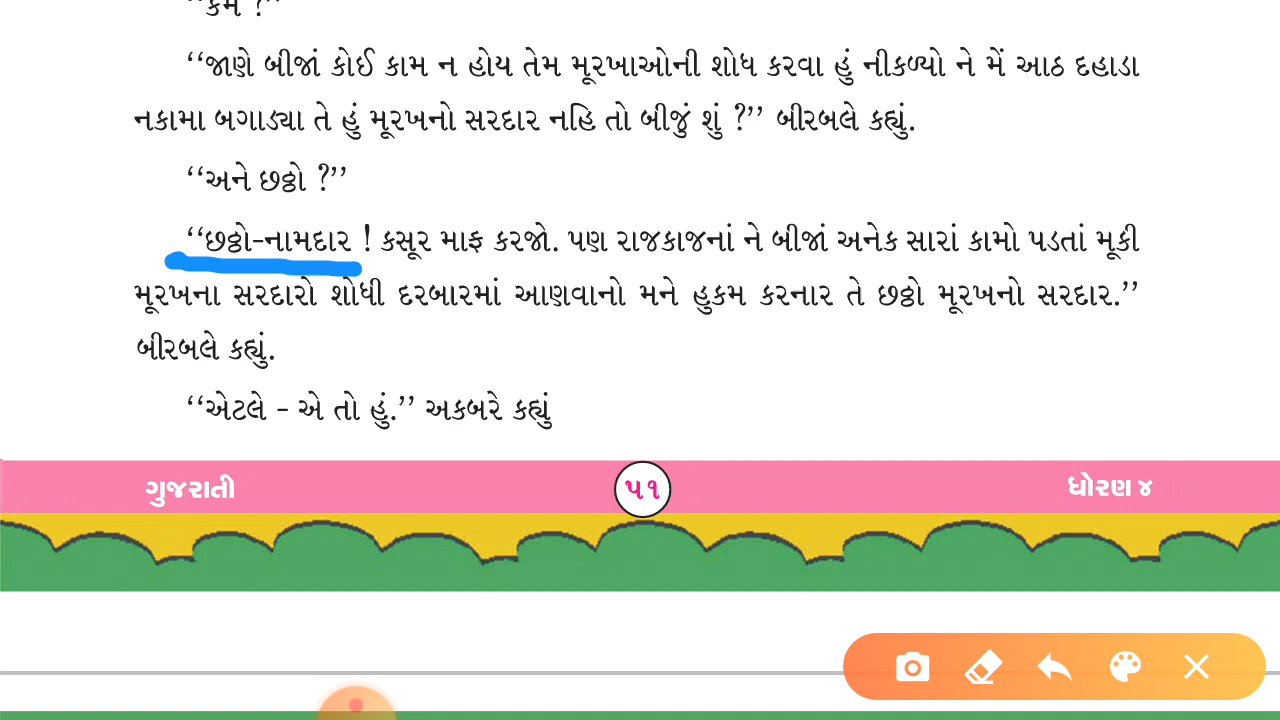 ‘‘કેમ ?’’
‘‘જાણે બીજાં કોઈ કામ ન હોય તેમ મૂરખાઓની શોધ કરવા હું નીકળ્યો ને મેં આઠ દહાડા
નકામા બગાડ્યા તે હું મૂરખનો સરદાર નહિ તો બીજું શું ?’’ બીરબલે કહ્યું.
‘‘અને છઠ્ઠો ?’’
‘‘છઠ્ઠો-નામદાર ! કસૂર માફ કરજો. પણ રાજકાજનાં ને બીજાં અનેક સારાં કામો પડતાં મૂકી
મૂરખના સરદારો શોધી દરબારમાં આણવાનો મને હુકમ કરનાર તે છઠ્ઠો મૂરખનો સરદાર.’’
બીરબલે કહ્યું.
‘‘એટલે - એ તો હું.’’ અકબરે કહ્યું
ગુજરાતી ૫૧ ધોરણ ૪